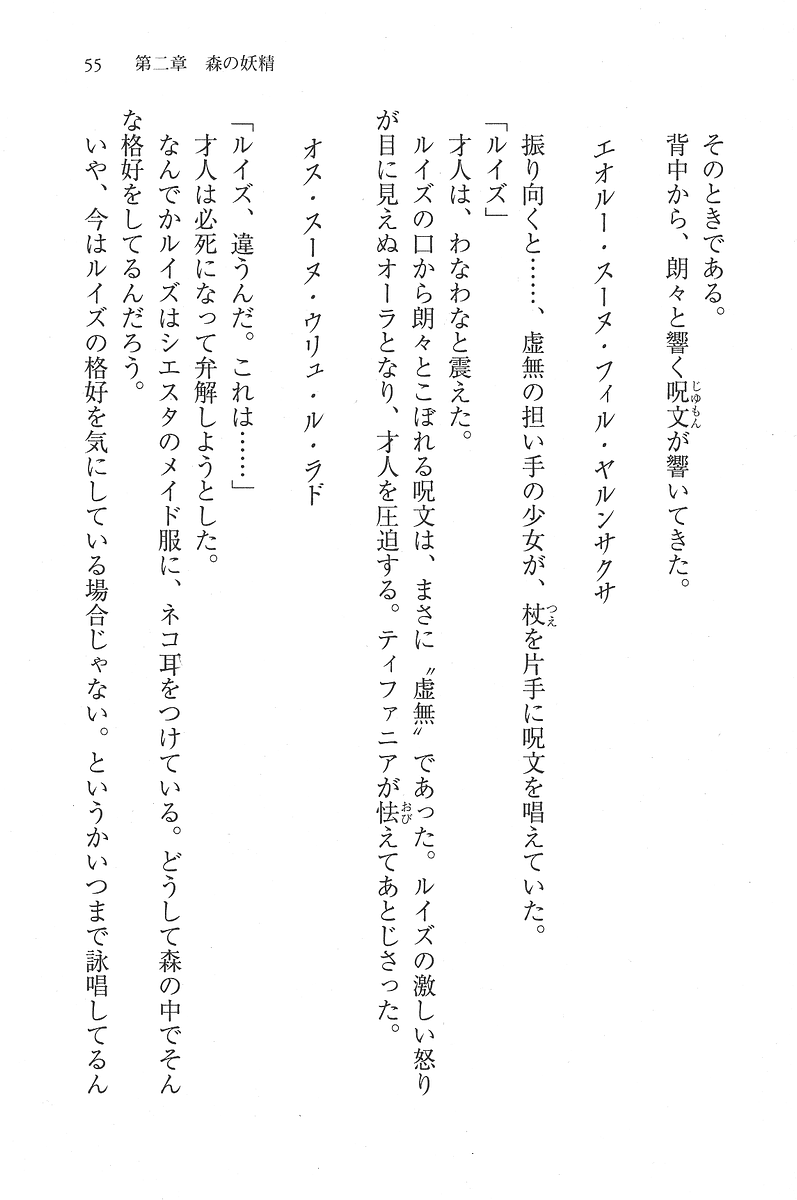 55　第二章　森の妖精
　そのときである。
　背中から、朗々と響く呪文が響いてきた。
　エオルー・スーヌ・フィル・ヤルンサクサ
　振り向くと……、虚無の担い手の少女が、杖を片手に呪文を唱えていた。
「ルイズ」
　才人は、わなわなと震えた。
　ルイズの口から朗々とこぼれる呪文は、まさに〝虚無〟であった。ルイズの激しい怒り
が目に見えぬオーラとなり、才人を圧迫する。ティファニアが怯えてあとじさった。
　オス・スーヌ・ウリュ・ル・ラド
「ルイズ、違うんだ。これは……」
　才人は必死になって弁解しようとした。
　なんでかルイズはシエスタのメイド服に、ネコ耳をつけている。どうして森の中でそん
な格好をしてるんだろう。
　いや、今はルイズの格好を気にしている場合じゃない。というかいつまで詠唱してるん
じゆもん
つえ
おび